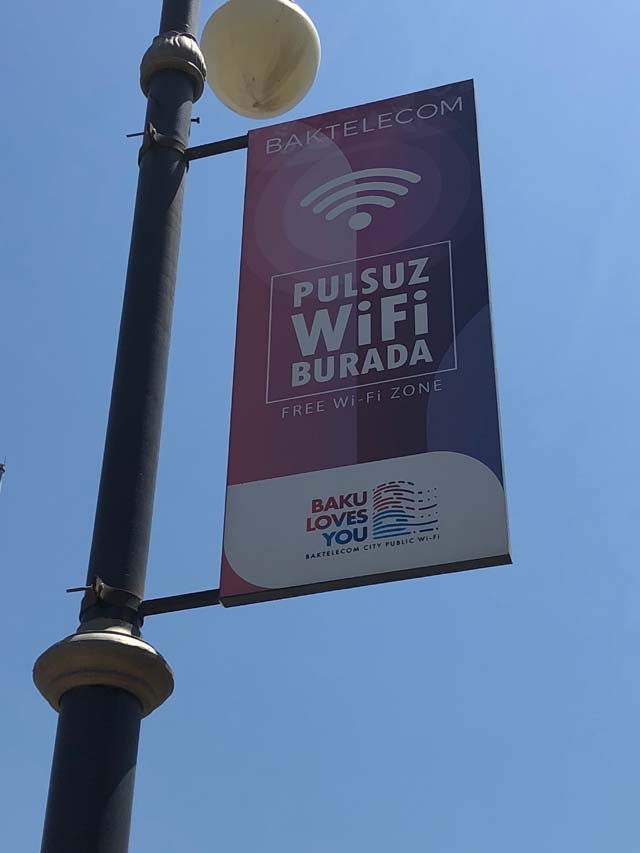 BAKTELECOM
PULSUZ
WiFi
BURADA
FREE Wi-Fi ZONE
BAKU
LOVES
YOU
BAKTELECOM CITY PUBLIC Wi-Fi